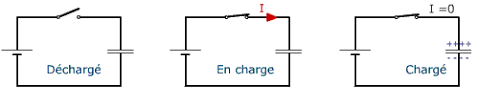 I
I =0
++++
----
Déchargé
En charge
Chargé